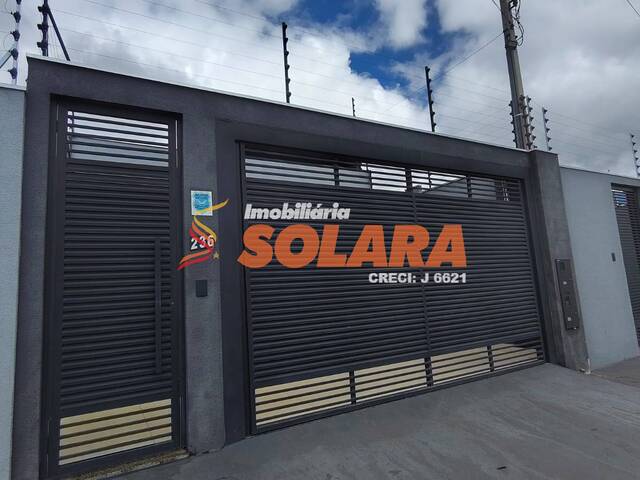 Imobiliária
SOLARA
CRECI: J 6621
236